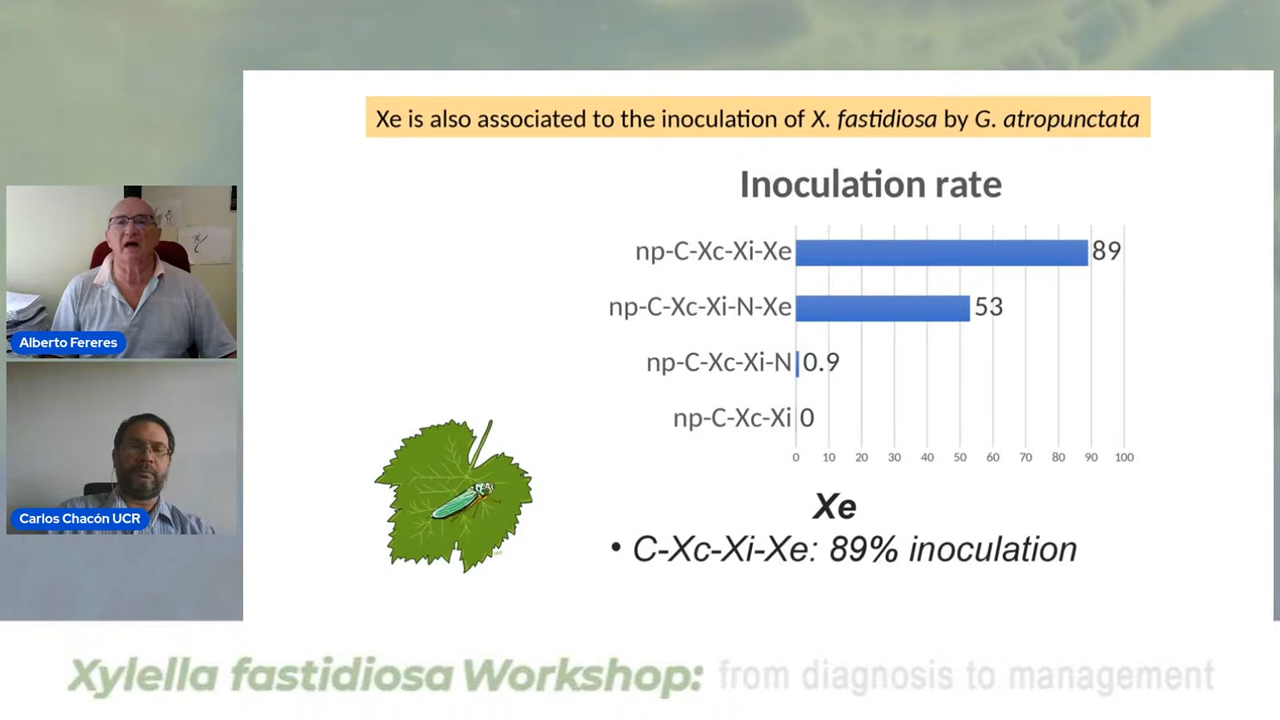 Xe is also associated to the inoculation of X. fastidiosa by G. atropunctata
Inoculation rate
np-C-Xc-Xi-Xe 89
np-C-Xc-Xi-N-Xe 53
np-C-Xc-Xi-N 0.9
np-C-Xc-Xi 0
0 10 20 30 40 50 60 70 80 90 100
Xe
• C-Xc-Xi-Xe: 89% inoculation
Alberto Fereres
Carlos Chacón UCR
Xylella fastidiosa Workshop: from diagnosis to management